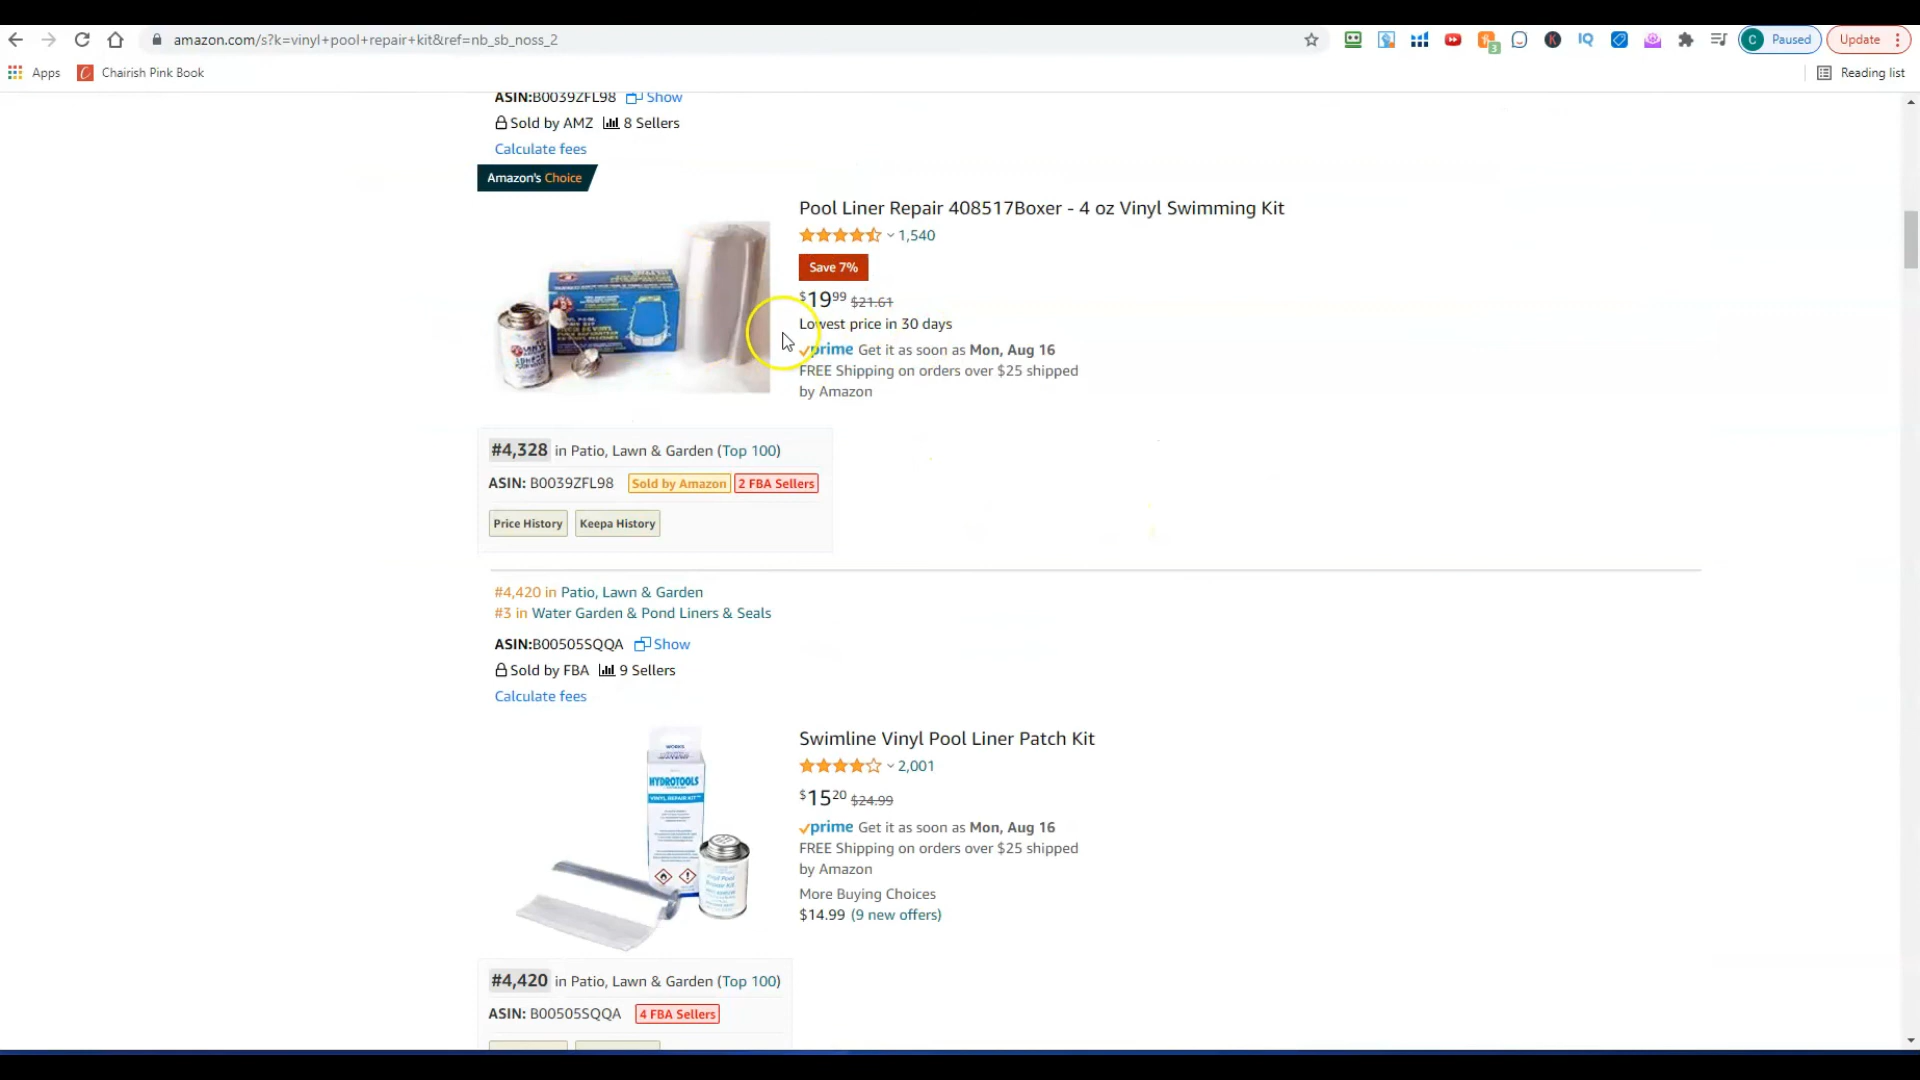 amazon.com/s?k=vinyl+pool+repair+kit&ref=nb_sb_noss_2
3
K
IQ
C Paused
Update
Apps
Chairish Pink Book
Reading list
ASIN:B0039ZFL98 Show
Sold by AMZ 8 Sellers
Calculate fees
Amazon's Choice
Pool Liner Repair 408517Boxer - 4 oz Vinyl Swimming Kit
1,540
Save 7%
$19.99 $21.61
Lowest price in 30 days
prime Get it as soon as Mon, Aug 16
FREE Shipping on orders over $25 shipped
by Amazon
#4,328 in Patio, Lawn & Garden (Top 100)
ASIN: B0039ZFL98 Sold by Amazon 2 FBA Sellers
Price History Keepa History
#4,420 in Patio, Lawn & Garden
#3 in Water Garden & Pond Liners & Seals
ASIN:B00505SQQA Show
Sold by FBA 9 Sellers
Calculate fees
Swimline Vinyl Pool Liner Patch Kit
2,001
$15.20 $24.99
prime Get it as soon as Mon, Aug 16
FREE Shipping on orders over $25 shipped
by Amazon
More Buying Choices
$14.99 (9 new offers)
WORKS
HYDROTOOLS
VINYL REPAIR KIT
#4,420 in Patio, Lawn & Garden (Top 100)
ASIN: B00505SQQA 4 FBA Sellers